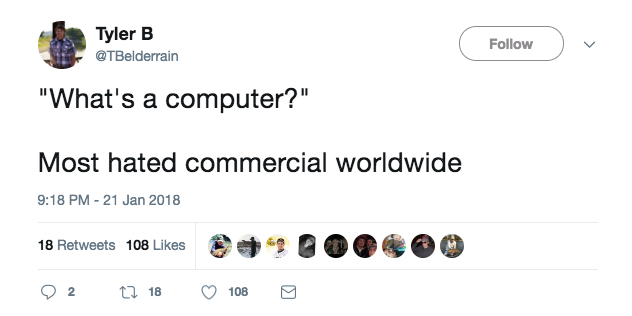 Tyler B
@TBelderrain
Follow
"What's a computer?"
Most hated commercial worldwide
9:18 PM - 21 Jan 2018
18 Retweets 108 Likes
2 18 108